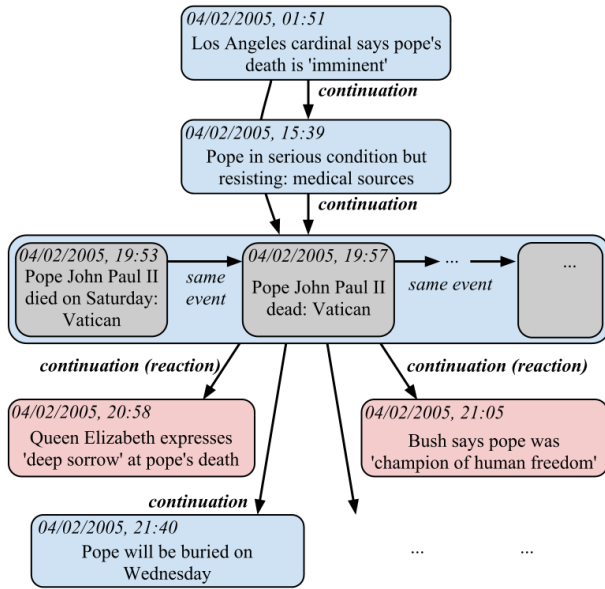 04/02/2005, 01:51
Los Angeles cardinal says pope's
death is 'imminent'
continuation
04/02/2005, 15:39
Pope in serious condition but
resisting: medical sources
continuation
04/02/2005, 19:53
Pope John Paul II
died on Saturday:
Vatican
same
event
04/02/2005, 19:57
Pope John Paul II
dead: Vatican
...
same event
...
continuation (reaction)
continuation (reaction)
04/02/2005, 20:58
Queen Elizabeth expresses
'deep sorrow' at pope's death
04/02/2005, 21:05
Bush says pope was
'champion of human freedom'
continuation
04/02/2005, 21:40
Pope will be buried on
Wednesday
...
...